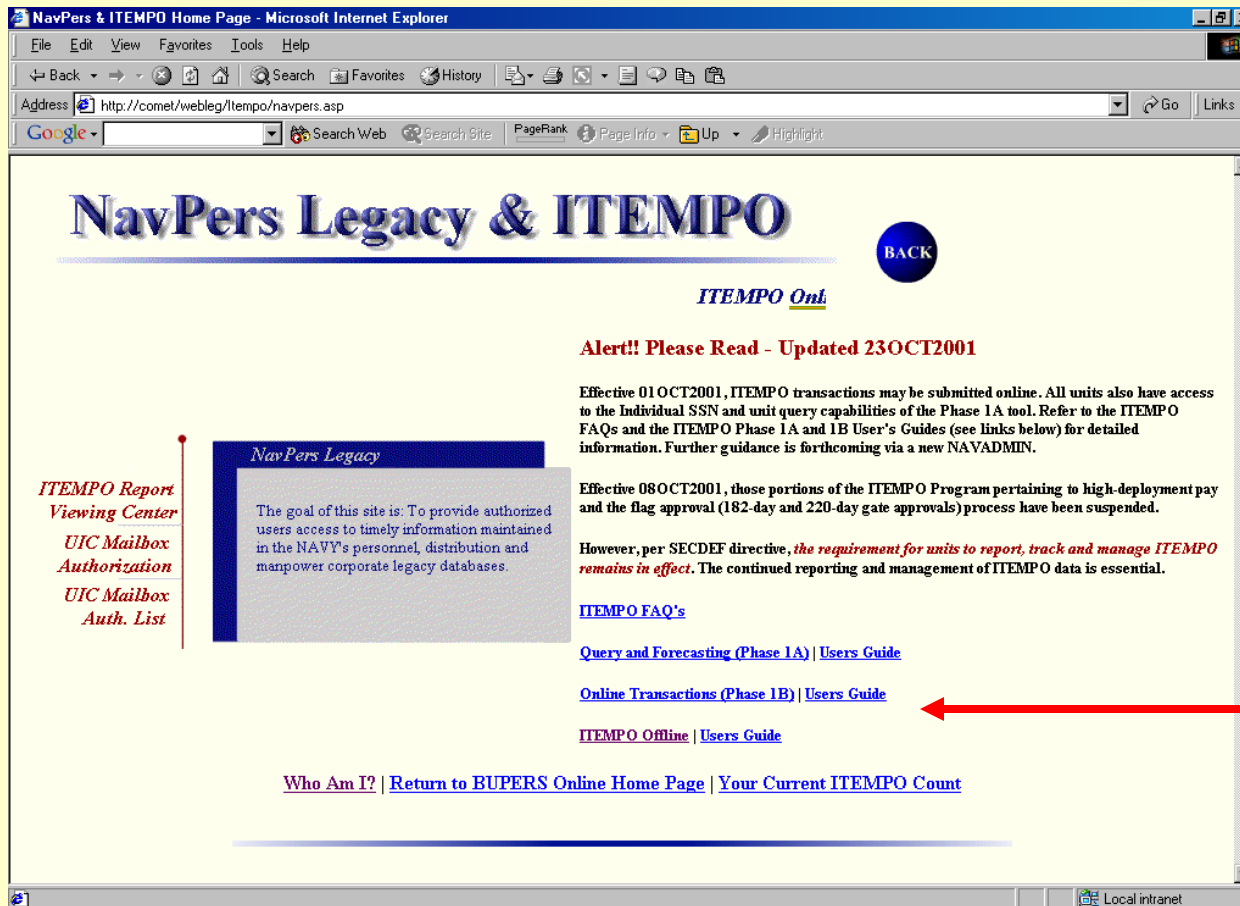 NavPers & ITEMPO Home Page - Microsoft Internet Explorer
File Edit View Favorites Tools Help
Back Search Favorites History
Address http://comet/webleg/Itempo/navpers.asp Go Links
Google Search Web Search Site PageRank Page Info Up Highlight
NavPers Legacy & ITEMPO
BACK
ITEMPO Onl
Alert!! Please Read - Updated 23OCT2001
Effective 01OCT2001, ITEMPO transactions may be submitted online. All units also have access
to the Individual SSN and unit query capabilities of the Phase 1A tool. Refer to the ITEMPO
FAQs and the ITEMPO Phase 1A and 1B User's Guides (see links below) for detailed
information. Further guidance is forthcoming via a new NAVADMIN.
Effective 08OCT2001, those portions of the ITEMPO Program pertaining to high-deployment pay
and the flag approval (182-day and 220-day gate approvals) process have been suspended.
However, per SECDEF directive, the requirement for units to report, track and manage ITEMPO
remains in effect. The continued reporting and management of ITEMPO data is essential.
ITEMPO FAQ's
Query and Forecasting (Phase 1A) | Users Guide
Online Transactions (Phase 1B) | Users Guide
ITEMPO Offline | Users Guide
NavPers Legacy
The goal of this site is: To provide authorized
users access to timely information maintained
in the NAVY's personnel, distribution and
manpower corporate legacy databases.
ITEMPO Report
Viewing Center
UIC Mailbox
Authorization
UIC Mailbox
Auth. List
Who Am I? | Return to BUPERS Online Home Page | Your Current ITEMPO Count
Local intranet